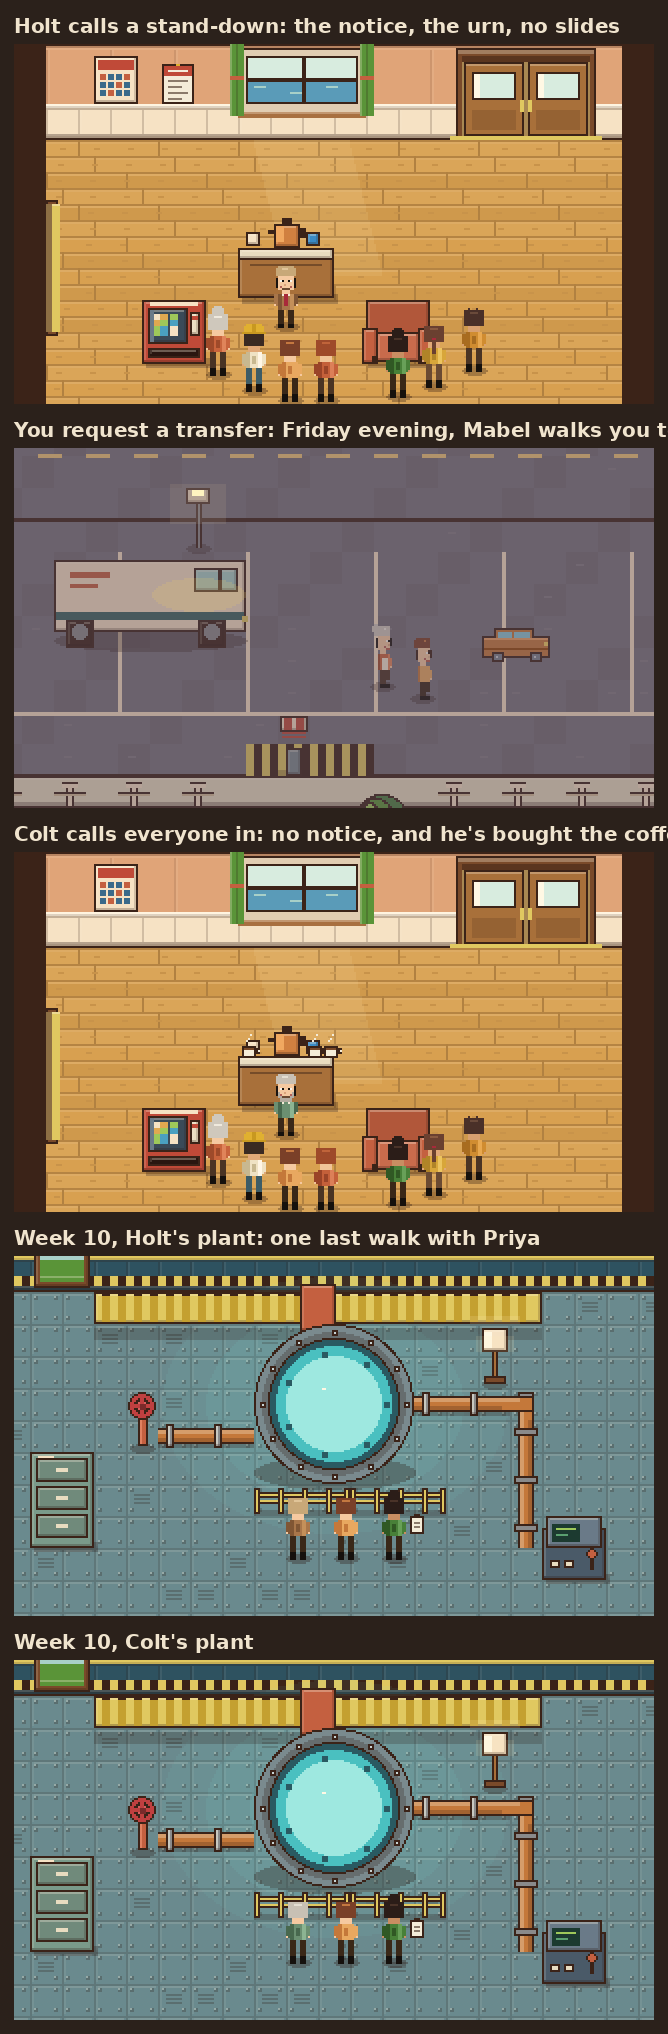 Holt calls a stand-down: the notice, the urn, no slides
You request a transfer: Friday evening, Mabel walks you t
Colt calls everyone in: no notice, and he's bought the coff
Week 10, Holt's plant: one last walk with Priya
Week 10, Colt's plant